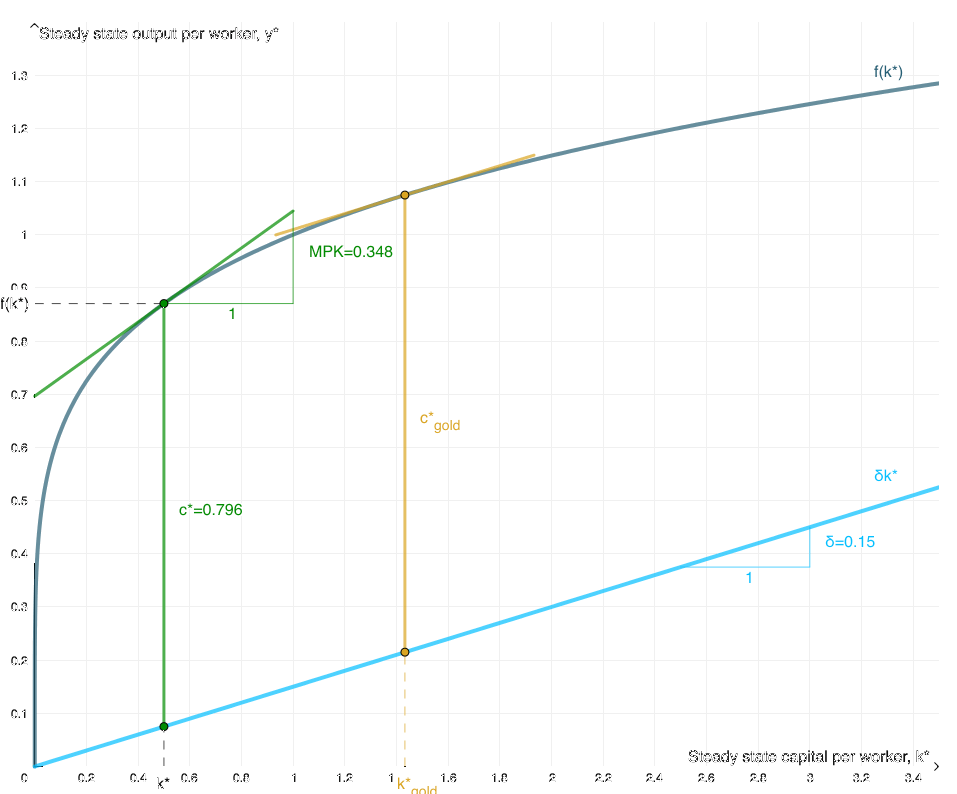 Steady state output per worker, y*
1.3
f(k*)
1.2
1.1
1
MPK=0.348
0.9
f(k*)
1
0.8
0.7
c*gold
0.6
δk*
0.5
c*=0.796
δ=0.15
0.4
1
0.3
0.2
0.1
Steady state capital per worker, k*
0 0.2 0.4 0.6 0.8 1 1.2 1.6 1.8 2 2.2 2.4 2.6 2.8 3 3.2 3.4
k* k*gold